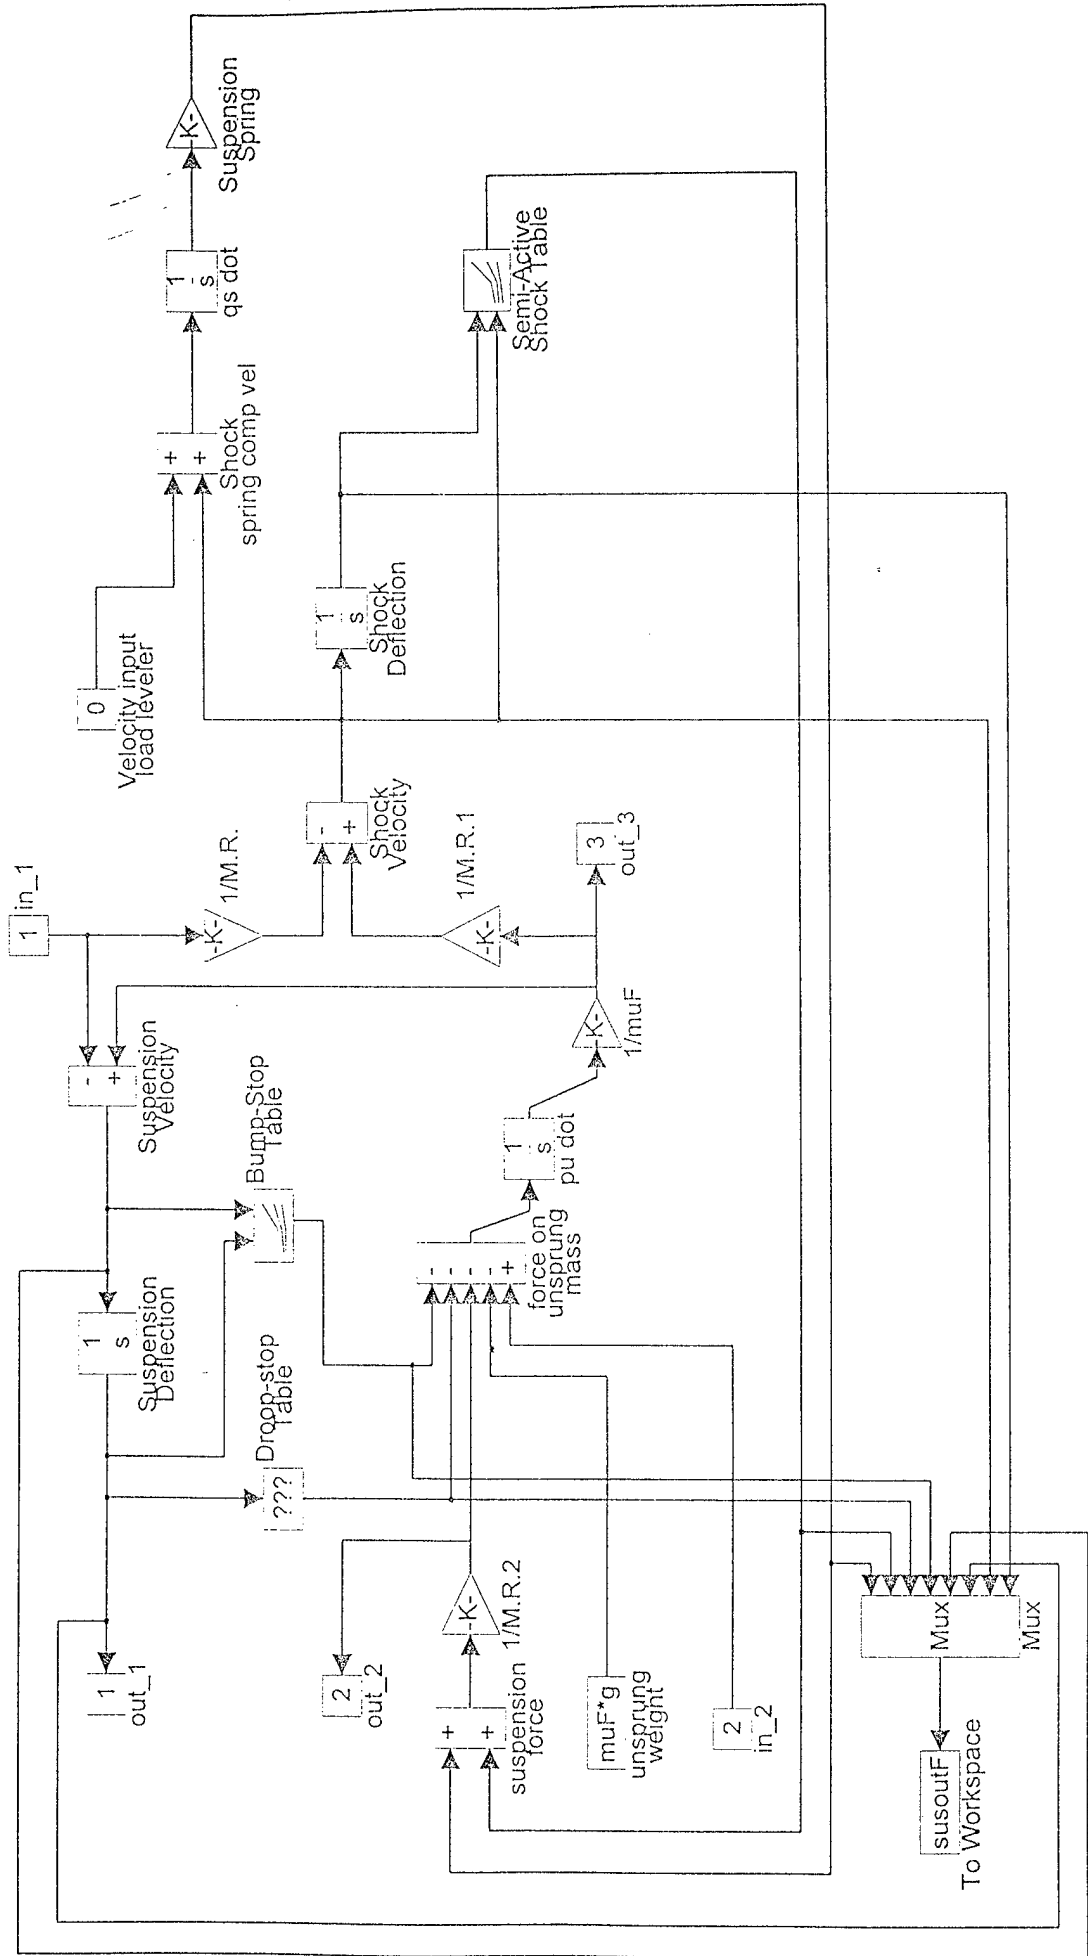 1
in_1
-
+
Suspension
Velocity
1
s
Suspension
Deflection
1
out_1
Bump-Stop
Table
Droop-stop
Table
???
-K-
1/M.R.
-K-
1/M.R.1
-
+
Shock
Velocity
0
Velocity input
load leveler
+
+
Shock
spring comp vel
1
s
qs dot
K-
Suspension
Spring
1
s
Shock
Deflection
Semi-Active
Shock Table
3
out_3
K-
1/muF
1
s
pu dot
-
-
-
-
+
force on
unsprung
mass
2
out_2
-K-
1/M.R.2
+
+
suspension
force
muF*g
unsprung
weight
2
in_2
Mux
Mux
susoutF
To Workspace